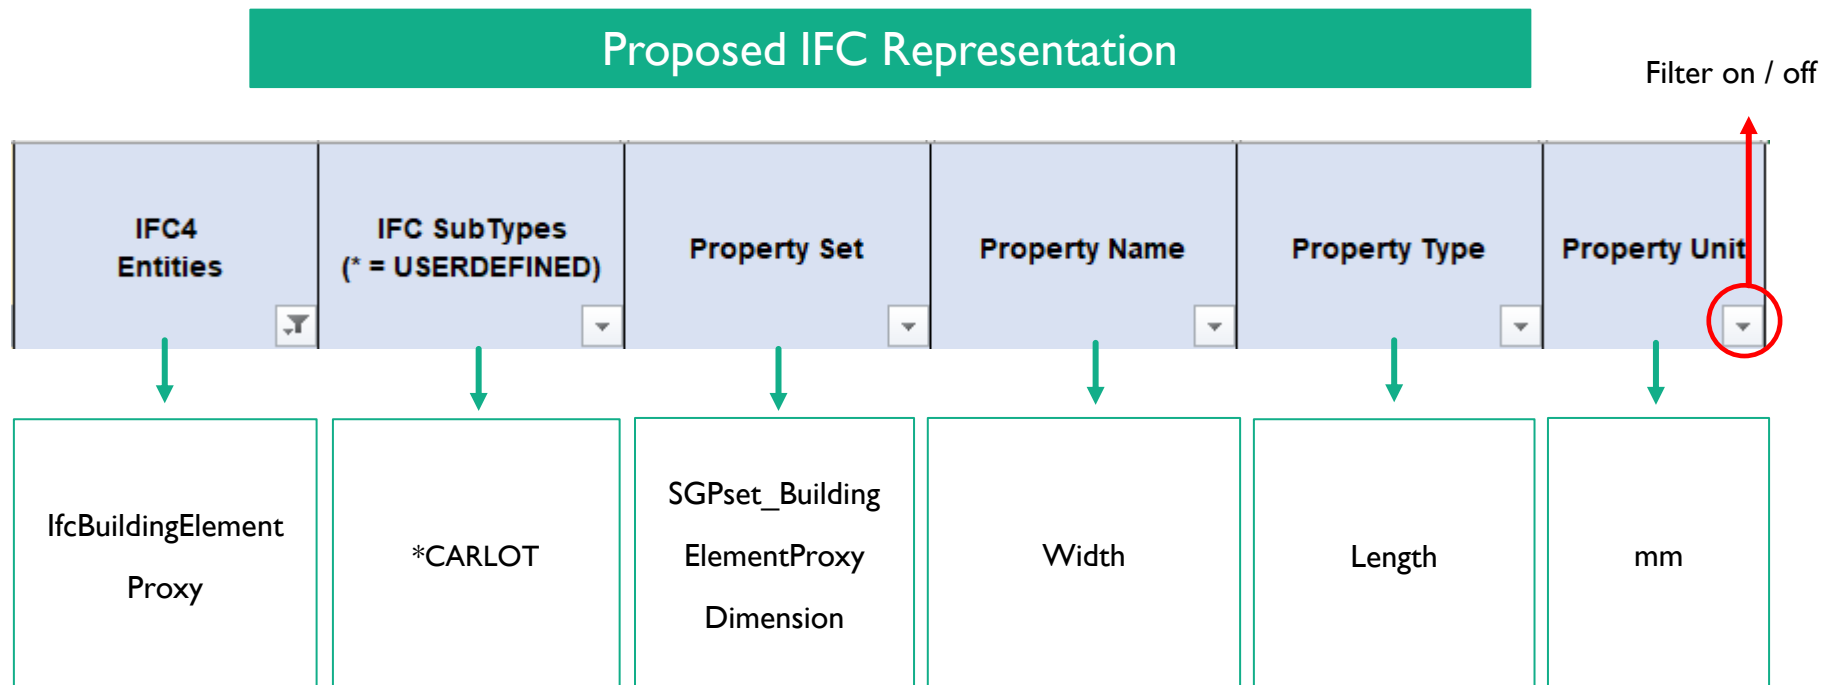 Proposed IFC Representation
Filter on / off
IFC4
Entities
IFC SubTypes
(* = USERDEFINED)
Property Set
Property Name
Property Type
Property Unit
IfcBuildingElement
Proxy
*CARLOT
SGPset_Building
ElementProxy
Dimension
Width
Length
mm